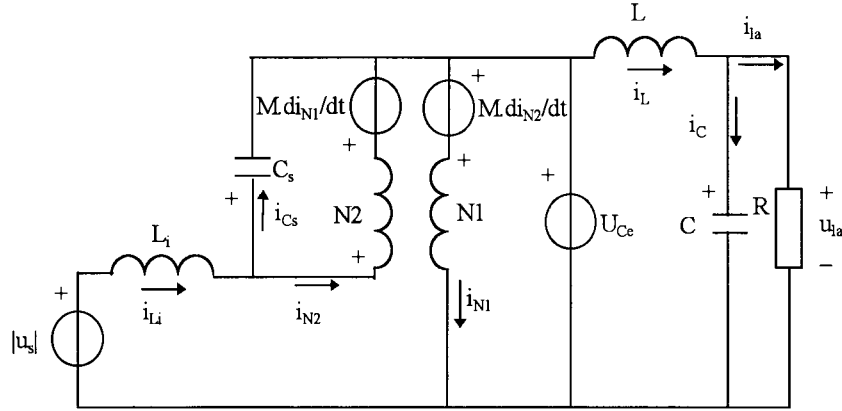 L
i_la
+
+
M.di_N1/dt
M.di_N2/dt
i_L
i_C
+
+
C_s
+
+
+
R
+
i_Cs
N2
N1
U_Ce
C
u_la
L_i
+
–
+
i_Li
i_N2
i_N1
|u_s|